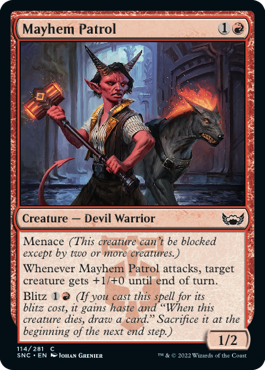 Mayhem Patrol 1
Creature — Devil Warrior
Menace (This creature can't be blocked
except by two or more creatures.)
Whenever Mayhem Patrol attacks, target
creature gets +1/+0 until end of turn.
Blitz 1 (If you cast this spell for its
blitz cost, it gains haste and "When this
creature dies, draw a card." Sacrifice it at
the beginning of the next end step.)
1/2
114/281 C
SNC • EN Johan Grenier ™ & © 2022 Wizards of the Coast